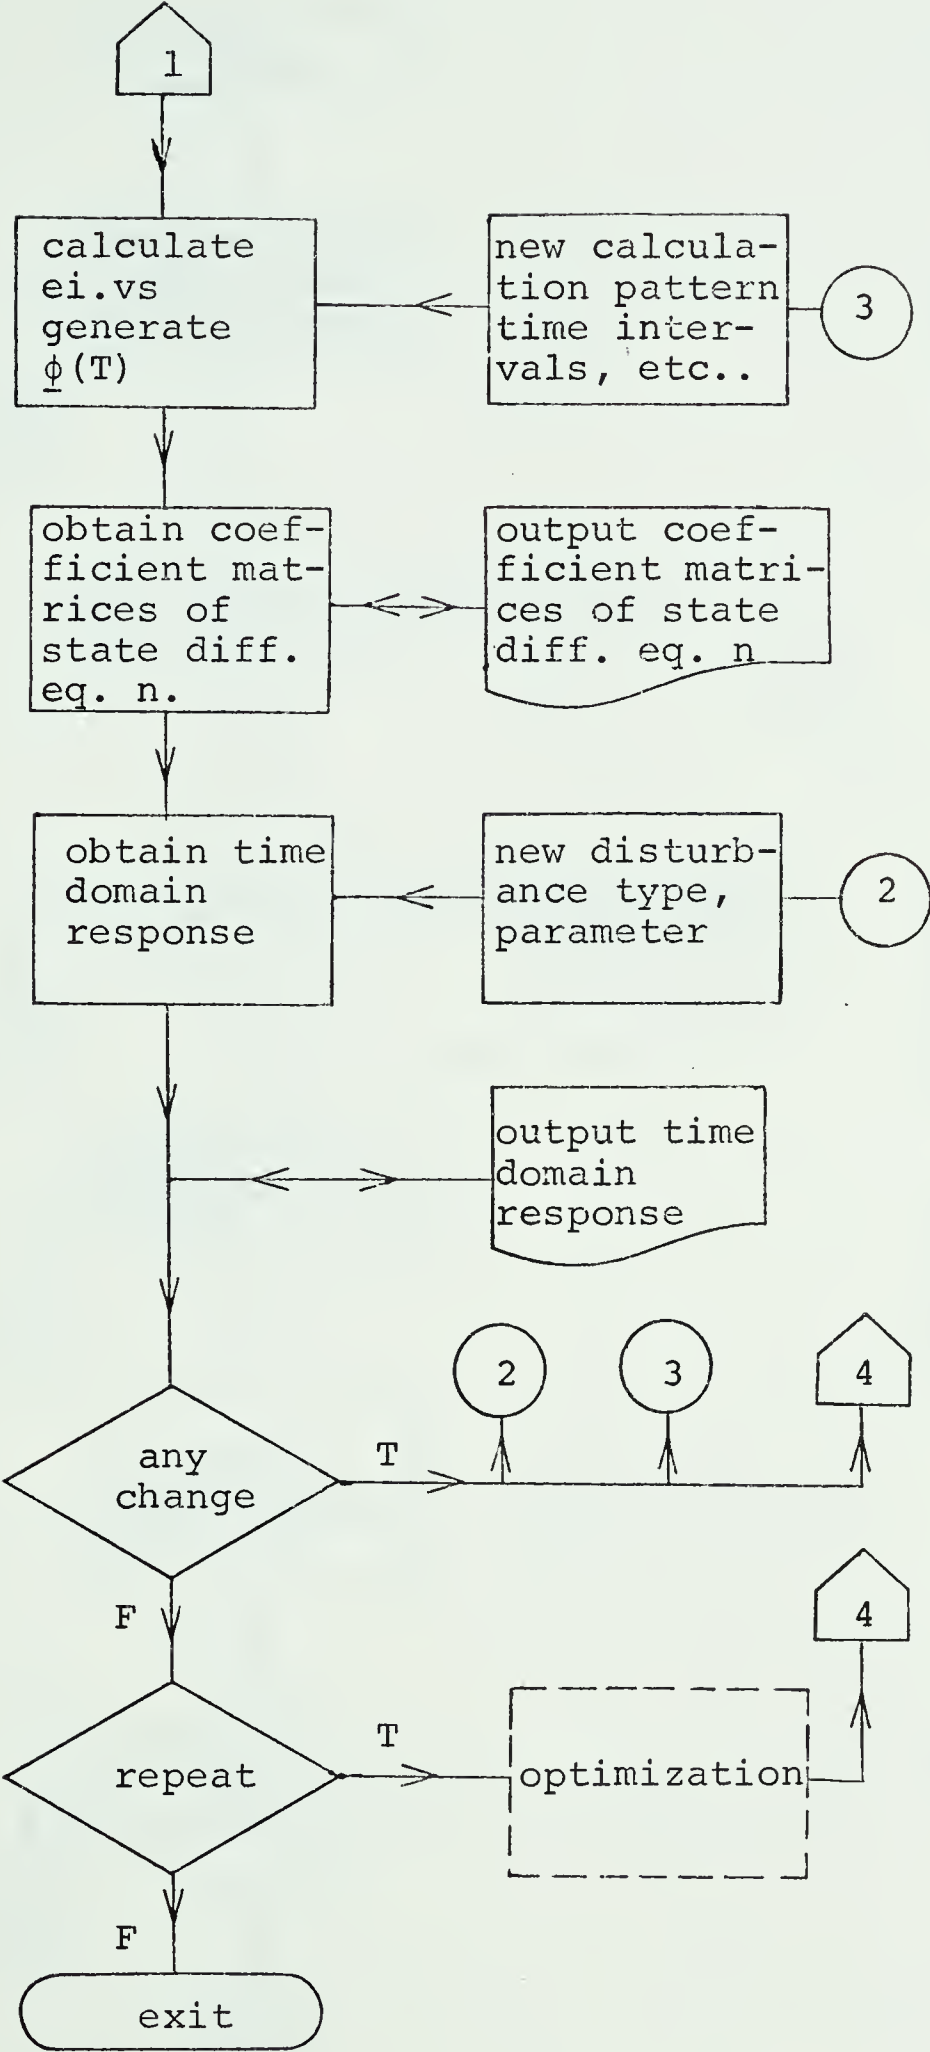 1
calculate
ei.vs
generate
ϕ(T)
new calcula-
tion pattern
time inter-
vals, etc..
3
obtain coef-
ficient mat-
rices of
state diff.
eq. n.
output coef-
ficient matri-
ces of state
diff. eq. n
obtain time
domain
response
new disturb-
ance type,
parameter
2
output time
domain
response
2
3
4
any
change
T
F
4
repeat
T
optimization
F
exit